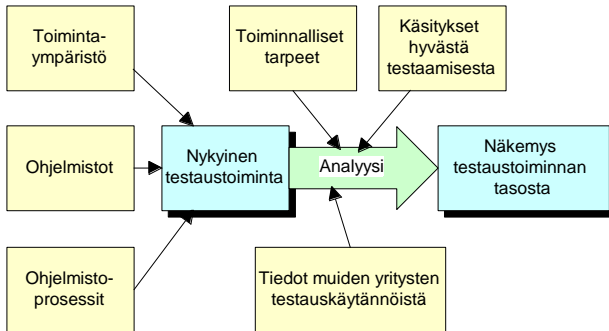 Toiminta-
ympäristö
Toiminnalliset
tarpeet
Käsitykset
hyvästä
testaamisesta
Ohjelmistot
Nykyinen
testaustoiminta
Analyysi
Näkemys
testaustoiminnan
tasosta
Ohjelmisto-
prosessit
Tiedot muiden yritysten
testauskäytännöistä